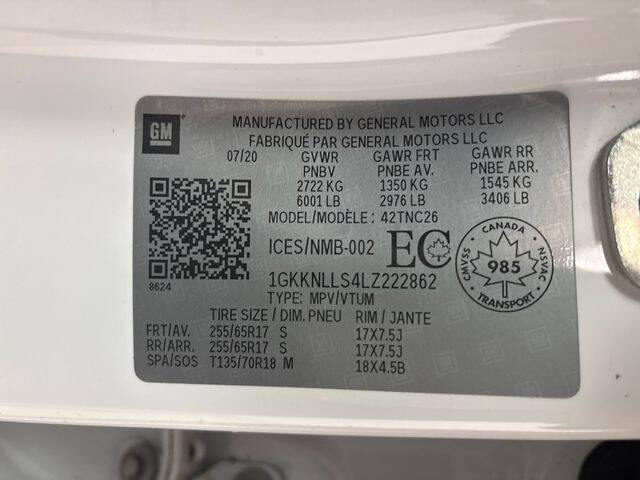 GM
MANUFACTURED BY GENERAL MOTORS LLC
FABRIQUÉ PAR GENERAL MOTORS LLC
07/20 GVWR GAWR FRT GAWR RR
PNBV PNBE AV. PNBE ARR.
2722 KG 1350 KG 1545 KG
6001 LB 2976 LB 3406 LB
MODEL/MODÈLE: 42TNC26
ICES/NMB-002 EC
CANADA
CMVSS 985 NSVAC
TRANSPORT
8624
1GKKNLLS4LZ222862
TYPE: MPV/VTUM
TIRE SIZE / DIM. PNEU RIM / JANTE
FRT/AV. 255/65R17 S 17X7.5J
RR/ARR. 255/65R17 S 17X7.5J
SPA/SOS T135/70R18 M 18X4.5B